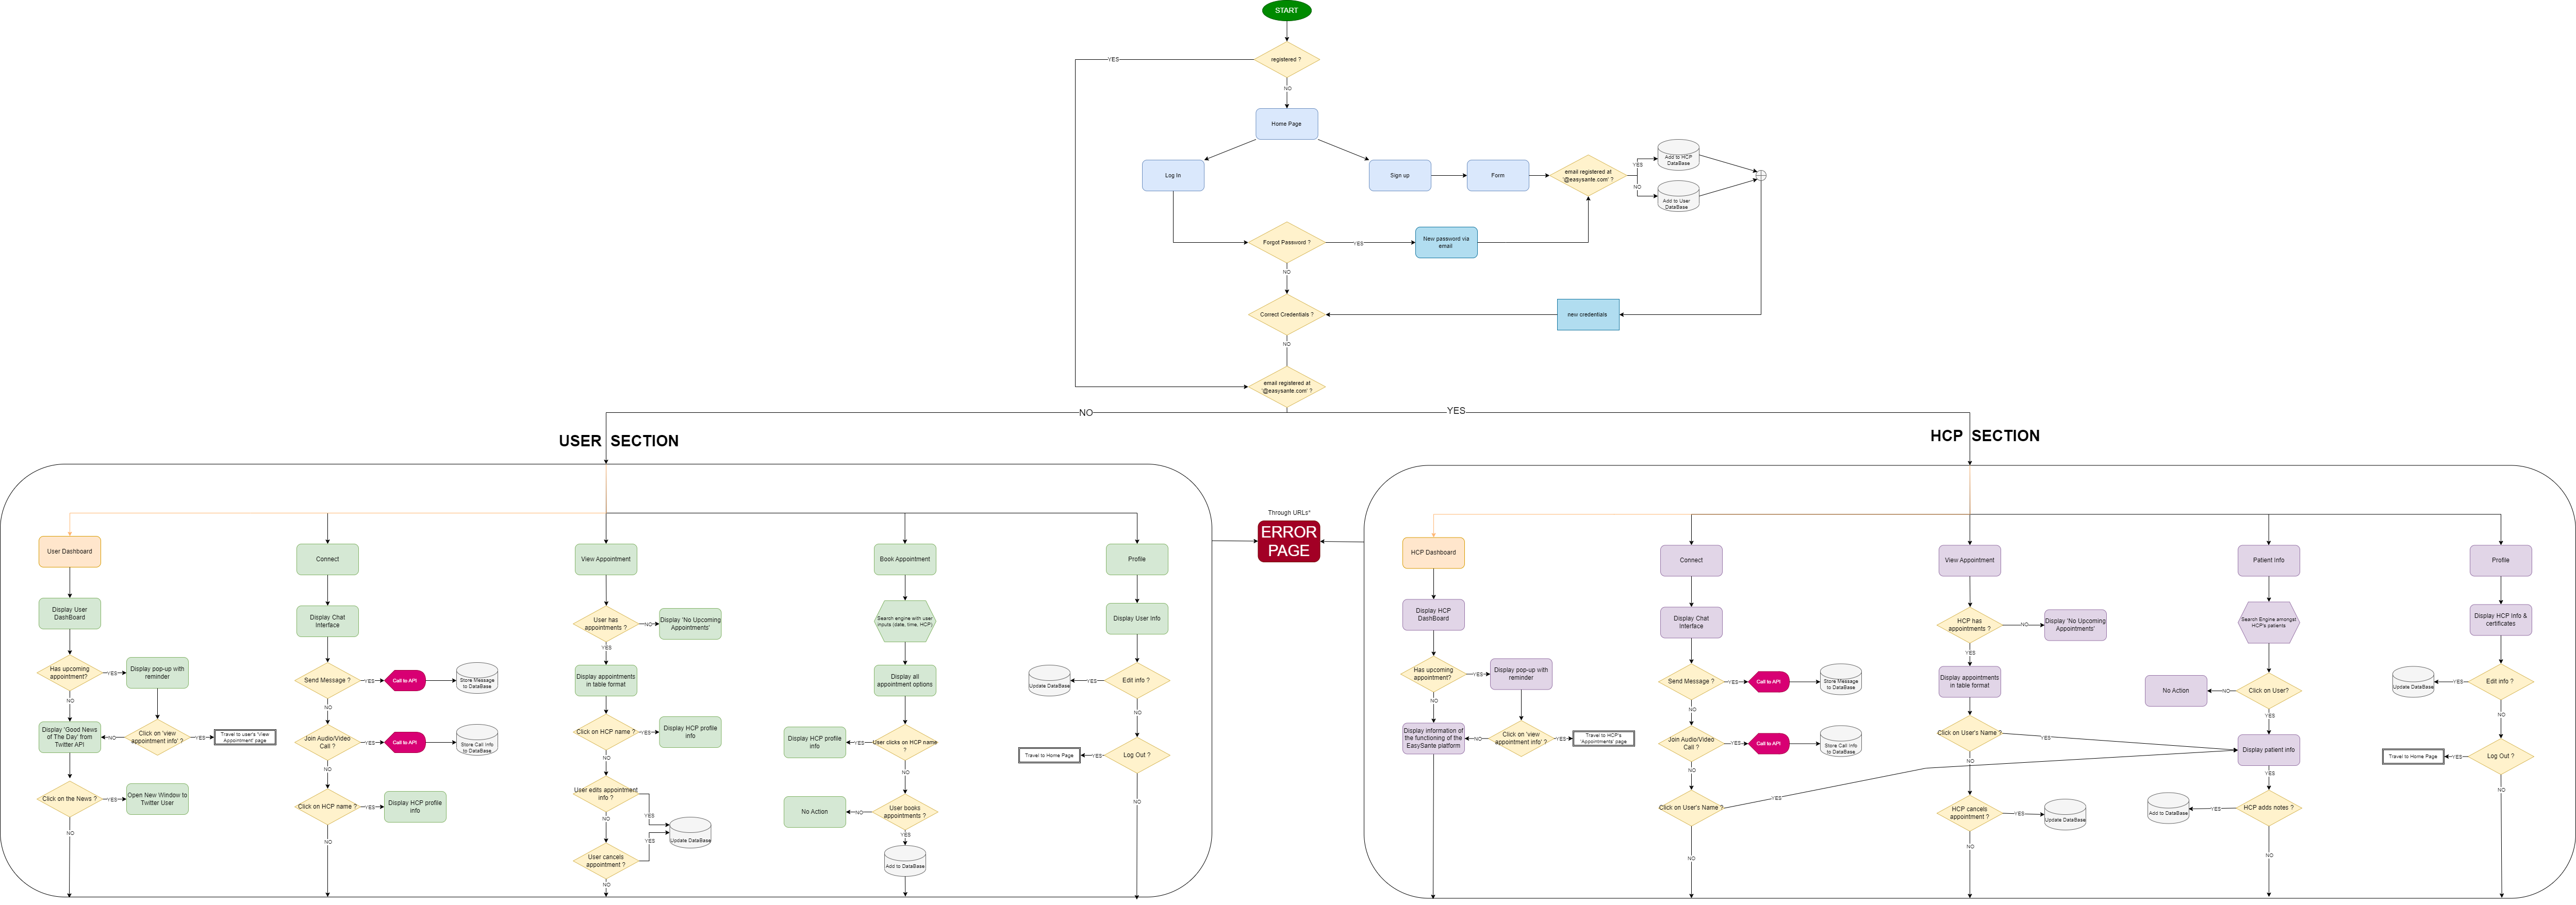 START
registered ?
YES
NO
Home Page
Log In
Sign up
Form
email registered at
'@easysante.com' ?
YES
NO
Add to HCP
DataBase
Add to User
DataBase
Forgot Password ?
YES
New password via
email
NO
Correct Credentials ?
new credentials
NO
email registered at
'@easysante.com' ?
NO
YES
USER SECTION
HCP SECTION
Through URLs*
ERROR
PAGE
User Dashboard
Display User
DashBoard
Has upcoming
appointment?
YES
Display pop-up with
reminder
NO
Display 'Good News
of The Day' from
Twitter API
NO
Click on 'view
appointment info' ?
YES
Travel to user's 'View
Appointment' page
Click on the News ?
YES
Open New Window to
Twitter User
NO
Connect
Display Chat
Interface
Send Message ?
YES
Call to API
Store Message
to DataBase
NO
Join Audio/Video
Call ?
YES
Call to API
Store Call Info
to DataBase
NO
Click on HCP name ?
YES
Display HCP profile
info
NO
View Appointment
User has
appointments ?
NO
Display 'No Upcoming
Appointments'
YES
Display appointments
in table format
Click on HCP name ?
YES
Display HCP profile
info
NO
User edits appointment
info ?
YES
NO
Update DataBase
YES
User cancels
appointment ?
NO
Book Appointment
Search engine with user
inputs (date, time, HCP)
Display all
appointment options
User clicks on HCP name
?
YES
Display HCP profile
info
NO
User books
appointments ?
NO
No Action
YES
Add to DataBase
Profile
Display User Info
Edit info ?
YES
Update DataBase
NO
Log Out ?
YES
Travel to Home Page
NO
HCP Dashboard
Display HCP
DashBoard
Has upcoming
appointment?
YES
Display pop-up with
reminder
NO
Display information of
the functioning of the
EasySante platform
NO
Click on 'view
appointment info' ?
YES
Travel to HCP's
'Appointments' page
Connect
Display Chat
Interface
Send Message ?
YES
Call to API
Store Message
to DataBase
NO
Join Audio/Video
Call ?
YES
Call to API
Store Call Info
to DataBase
NO
Click on User's Name ?
YES
NO
View Appointment
HCP has
appointments ?
NO
Display 'No Upcoming
Appointments'
YES
Display appointments
in table format
Click on User's Name ?
YES
NO
HCP cancels
appointment ?
YES
Update DataBase
NO
Patient Info
Search Engine amongst
HCP's patients
Click on User?
NO
No Action
YES
Display patient info
YES
HCP adds notes ?
YES
Add to DataBase
NO
Profile
Display HCP Info &
certificates
Edit info ?
YES
Update DataBase
NO
Log Out ?
YES
Travel to Home Page
NO